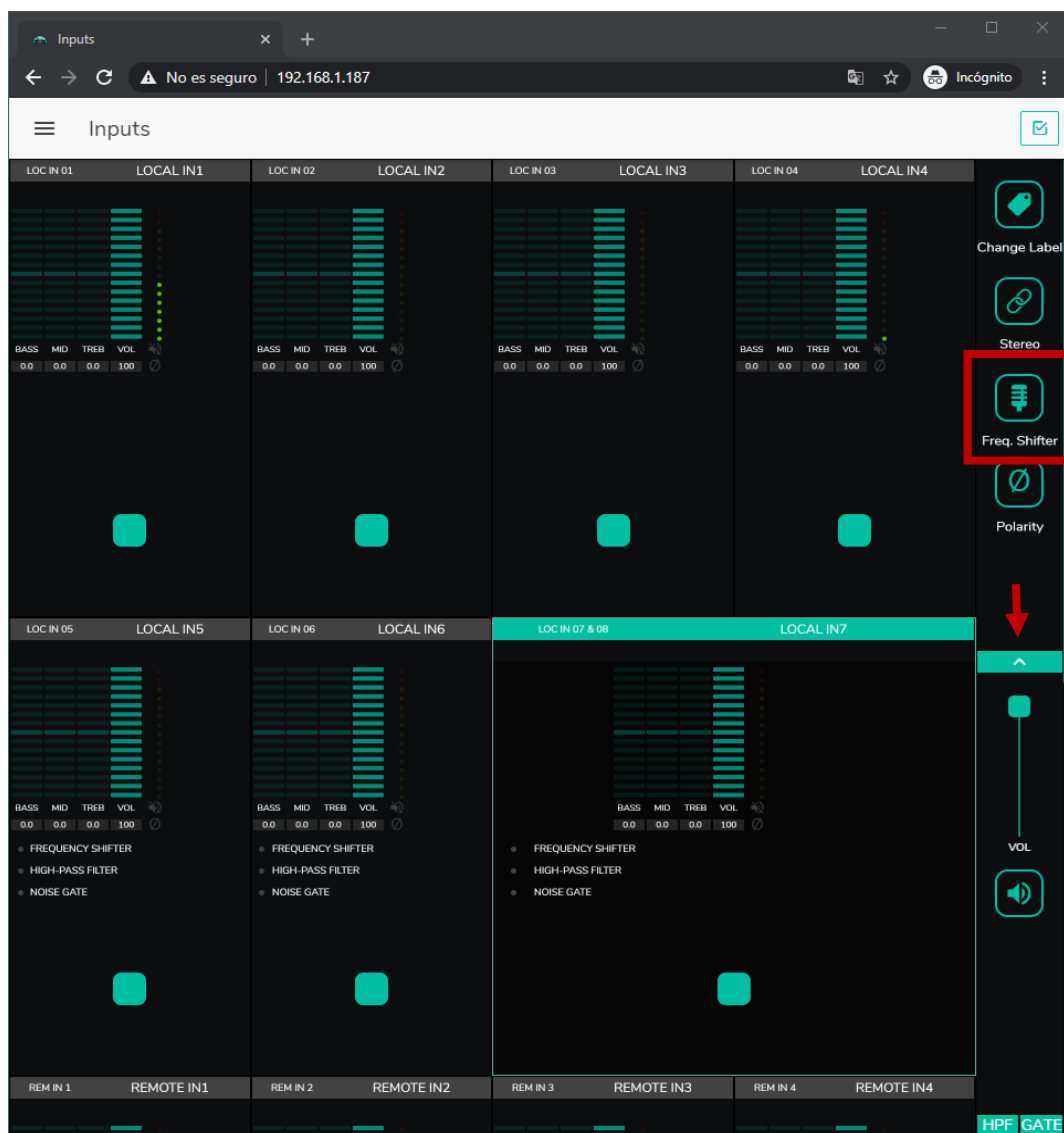 Inputs
No es seguro | 192.168.1.187
Incógnito
Inputs
LOC IN 01 LOCAL IN1
LOC IN 02 LOCAL IN2
LOC IN 03 LOCAL IN3
LOC IN 04 LOCAL IN4
BASS MID TREB VOL
0.0 0.0 0.0 100
BASS MID TREB VOL
0.0 0.0 0.0 100
BASS MID TREB VOL
0.0 0.0 0.0 100
BASS MID TREB VOL
0.0 0.0 0.0 100
Change Label
Stereo
Freq. Shifter
Polarity
LOC IN 05 LOCAL IN5
LOC IN 06 LOCAL IN6
LOC IN 07 & 08 LOCAL IN7
BASS MID TREB VOL
0.0 0.0 0.0 100
FREQUENCY SHIFTER
HIGH-PASS FILTER
NOISE GATE
BASS MID TREB VOL
0.0 0.0 0.0 100
FREQUENCY SHIFTER
HIGH-PASS FILTER
NOISE GATE
BASS MID TREB VOL
0.0 0.0 0.0 100
FREQUENCY SHIFTER
HIGH-PASS FILTER
NOISE GATE
VOL
REM IN 1 REMOTE IN1
REM IN 2 REMOTE IN2
REM IN 3 REMOTE IN3
REM IN 4 REMOTE IN4
HPF GATE